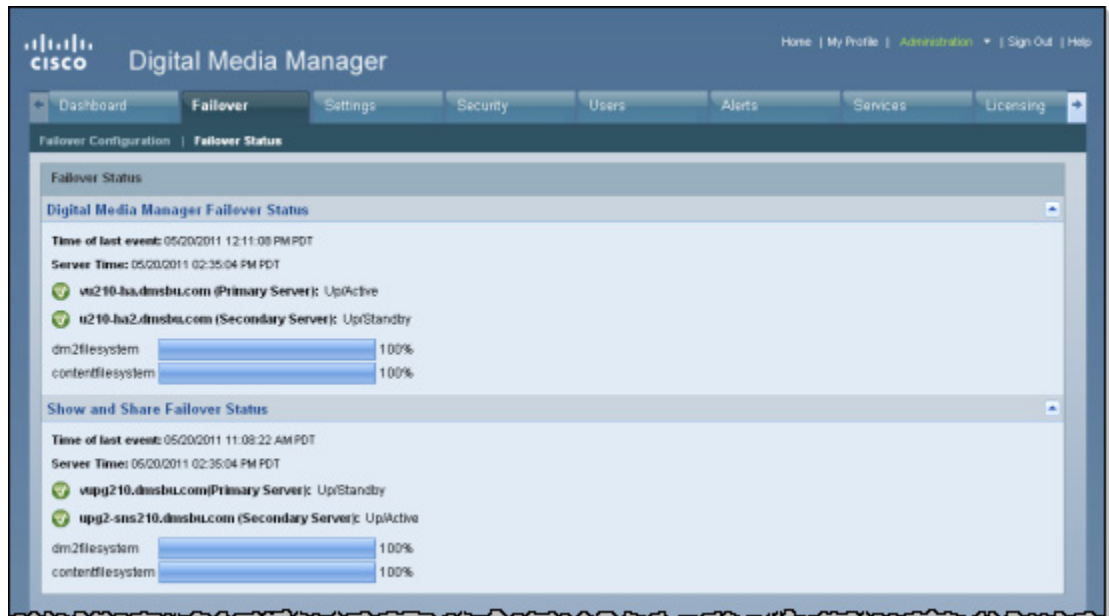 Home | My Profile | Administration | Sign Out | Help
CISCO Digital Media Manager
Dashboard Failover Settings Security Users Alerts Services Licensing
Failover Configuration | Failover Status
Failover Status
Digital Media Manager Failover Status
Time of last event: 05/20/2011 12:11:08 PM PDT
Server Time: 05/20/2011 02:35:04 PM PDT
vu210-ha.dmsbu.com (Primary Server): Up/Active
u210-ha2.dmsbu.com (Secondary Server): Up/Standby
dm2filesystem 100%
contentfilesystem 100%
Show and Share Failover Status
Time of last event: 05/20/2011 11:08:22 AM PDT
Server Time: 05/20/2011 02:35:04 PM PDT
vupg210.dmsbu.com(Primary Server): Up/Standby
upg2-sns210.dmsbu.com (Secondary Server): Up/Active
dm2filesystem 100%
contentfilesystem 100%